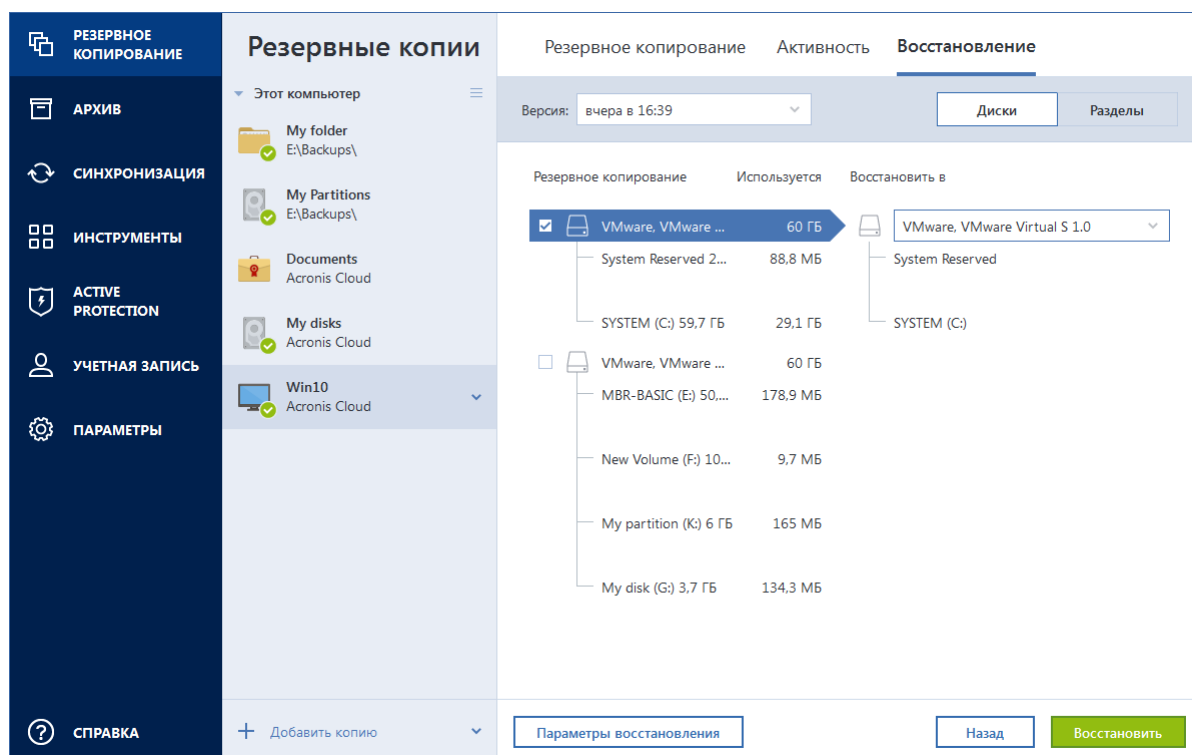 РЕЗЕРВНОЕ
КОПИРОВАНИЕ
АРХИВ
СИНХРОНИЗАЦИЯ
ИНСТРУМЕНТЫ
ACTIVE
PROTECTION
УЧЕТНАЯ ЗАПИСЬ
ПАРАМЕТРЫ
СПРАВКА
Резервные копии
Этот компьютер
My folder
E:\Backups\
My Partitions
E:\Backups\
Documents
Acronis Cloud
My disks
Acronis Cloud
Win10
Acronis Cloud
Добавить копию
Резервное копирование Активность Восстановление
Версия: вчера в 16:39 Диски Разделы
Резервное копирование Используется Восстановить в
VMware, VMware ... 60 ГБ VMware, VMware Virtual S 1.0
System Reserved 2... 88,8 МБ System Reserved
SYSTEM (C:) 59,7 ГБ 29,1 ГБ SYSTEM (C:)
VMware, VMware ... 60 ГБ
MBR-BASIC (E:) 50,... 178,9 МБ
New Volume (F:) 10... 9,7 МБ
My partition (K:) 6 ГБ 165 МБ
My disk (G:) 3,7 ГБ 134,3 МБ
Параметры восстановления Назад Восстановить